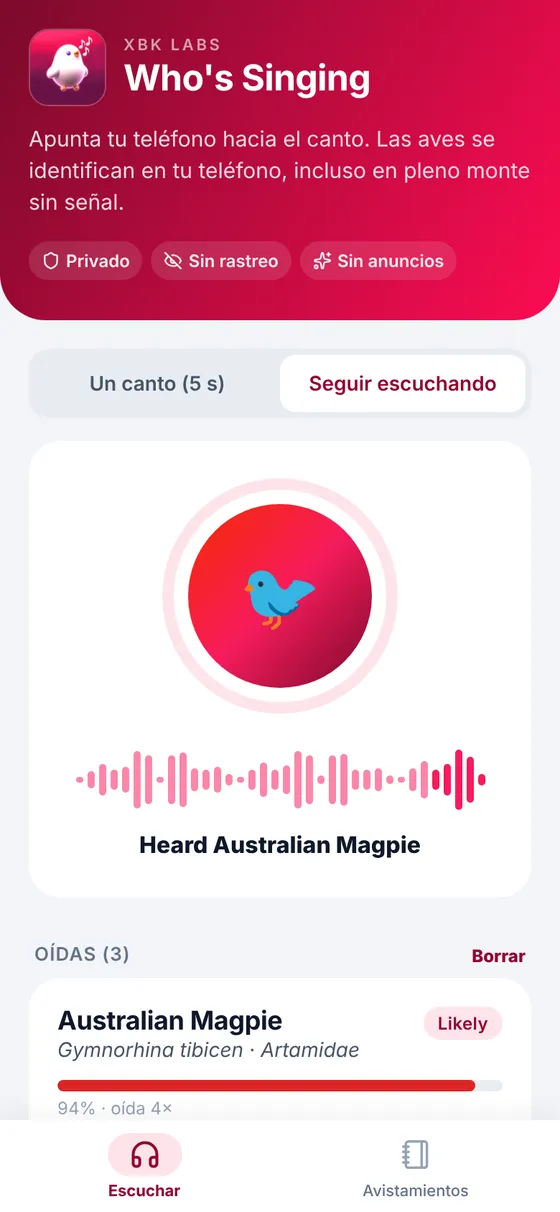 XBK LABS
Who's Singing
Apunta tu teléfono hacia el canto. Las aves se
identifican en tu teléfono, incluso en pleno monte
sin señal.
Privado
Sin rastreo
Sin anuncios
Un canto (5 s)
Seguir escuchando
Heard Australian Magpie
OÍDAS (3)
Borrar
Australian Magpie
Likely
Gymnorhina tibicen · Artamidae
94% · oída 4×
Escuchar
Avistamientos